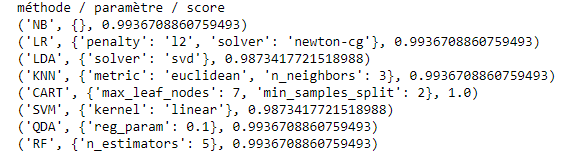 méthode / paramètre / score
('NB', {}, 0.9936708860759493)
('LR', {'penalty': 'l2', 'solver': 'newton-cg'}, 0.9936708860759493)
('LDA', {'solver': 'svd'}, 0.9873417721518988)
('KNN', {'metric': 'euclidean', 'n_neighbors': 3}, 0.9936708860759493)
('CART', {'max_leaf_nodes': 7, 'min_samples_split': 2}, 1.0)
('SVM', {'kernel': 'linear'}, 0.9873417721518988)
('QDA', {'reg_param': 0.1}, 0.9936708860759493)
('RF', {'n_estimators': 5}, 0.9936708860759493)